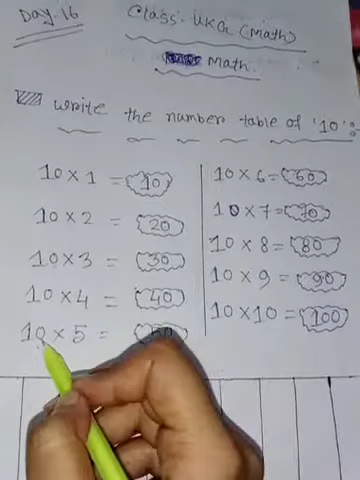 Day. 16
Class. UKG (Math)
Math.
Write the number table of '10':
10 × 1 = 10
10 × 2 = 20
10 × 3 = 30
10 × 4 = 40
10 × 5 = 50
10 × 6 = 60
10 × 7 = 70
10 × 8 = 80
10 × 9 = 90
10 × 10 = 100